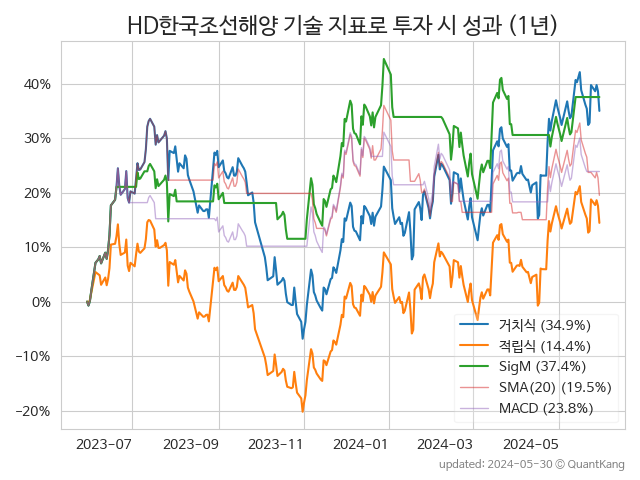 HD한국조선해양 기술 지표로 투자 시 성과 (1년)
40%
30%
20%
10%
0%
−10%
−20%
거치식 (34.9%)
적립식 (14.4%)
SigM (37.4%)
SMA(20) (19.5%)
MACD (23.8%)
2023-07 2023-09 2023-11 2024-01 2024-03 2024-05
updated: 2024-05-30 © QuantKang